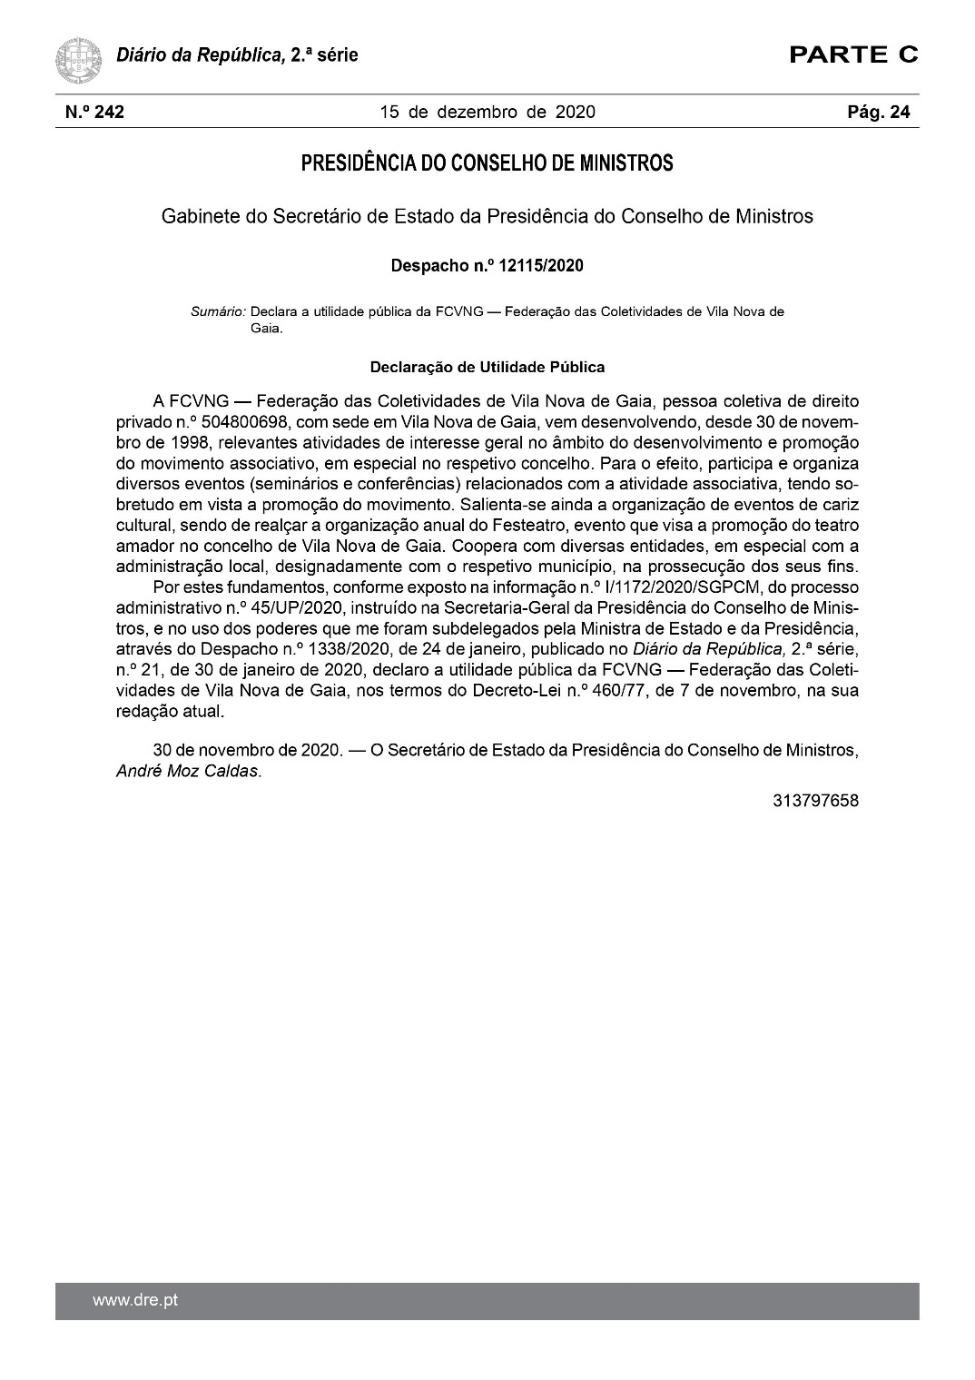 Diário da República, 2.ª série
PARTE C
N.º 242
15 de dezembro de 2020
Pág. 24
PRESIDÊNCIA DO CONSELHO DE MINISTROS
Gabinete do Secretário de Estado da Presidência do Conselho de Ministros
Despacho n.º 12115/2020
Sumário: Declara a utilidade pública da FCVNG — Federação das Coletividades de Vila Nova de
Gaia.
Declaração de Utilidade Pública
A FCVNG — Federação das Coletividades de Vila Nova de Gaia, pessoa coletiva de direito
privado n.º 504800698, com sede em Vila Nova de Gaia, vem desenvolvendo, desde 30 de novem-
bro de 1998, relevantes atividades de interesse geral no âmbito do desenvolvimento e promoção
do movimento associativo, em especial no respetivo concelho. Para o efeito, participa e organiza
diversos eventos (seminários e conferências) relacionados com a atividade associativa, tendo so-
bretudo em vista a promoção do movimento. Salienta-se ainda a organização de eventos de cariz
cultural, sendo de realçar a organização anual do Festeatro, evento que visa a promoção do teatro
amador no concelho de Vila Nova de Gaia. Coopera com diversas entidades, em especial com a
administração local, designadamente com o respetivo município, na prossecução dos seus fins.
Por estes fundamentos, conforme exposto na informação n.º I/1172/2020/SGPCM, do processo
administrativo n.º 45/UP/2020, instruído na Secretaria-Geral da Presidência do Conselho de Minis-
tros, e no uso dos poderes que me foram subdelegados pela Ministra de Estado e da Presidência,
através do Despacho n.º 1338/2020, de 24 de janeiro, publicado no Diário da República, 2.ª série,
n.º 21, de 30 de janeiro de 2020, declaro a utilidade pública da FCVNG — Federação das Coleti-
vidades de Vila Nova de Gaia, nos termos do Decreto-Lei n.º 460/77, de 7 de novembro, na sua
redação atual.
30 de novembro de 2020. — O Secretário de Estado da Presidência do Conselho de Ministros,
André Moz Caldas.
313797658
www.dre.pt